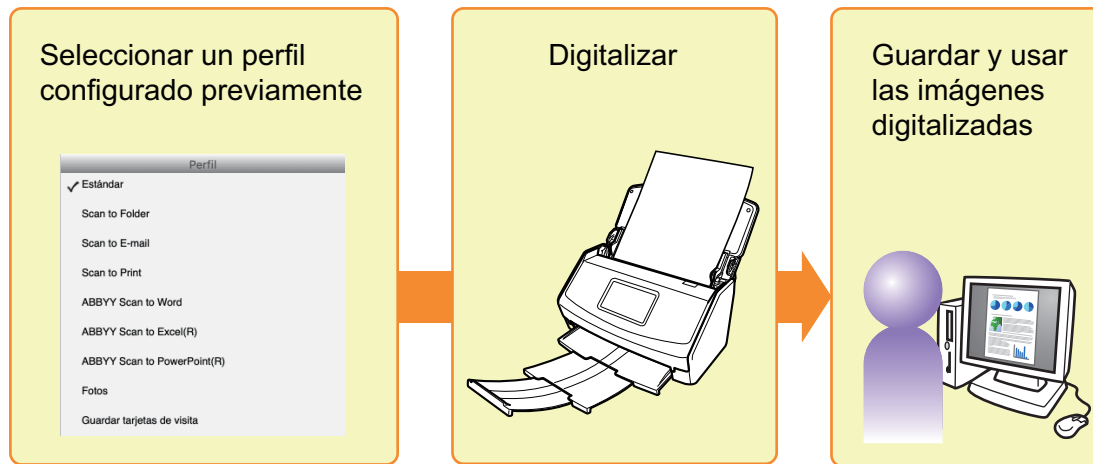 Seleccionar un perfil
configurado previamente
Perfil
Estándar
Scan to Folder
Scan to E-mail
Scan to Print
ABBYY Scan to Word
ABBYY Scan to Excel(R)
ABBYY Scan to PowerPoint(R)
Fotos
Guardar tarjetas de visita
Digitalizar
Guardar y usar
las imágenes
digitalizadas